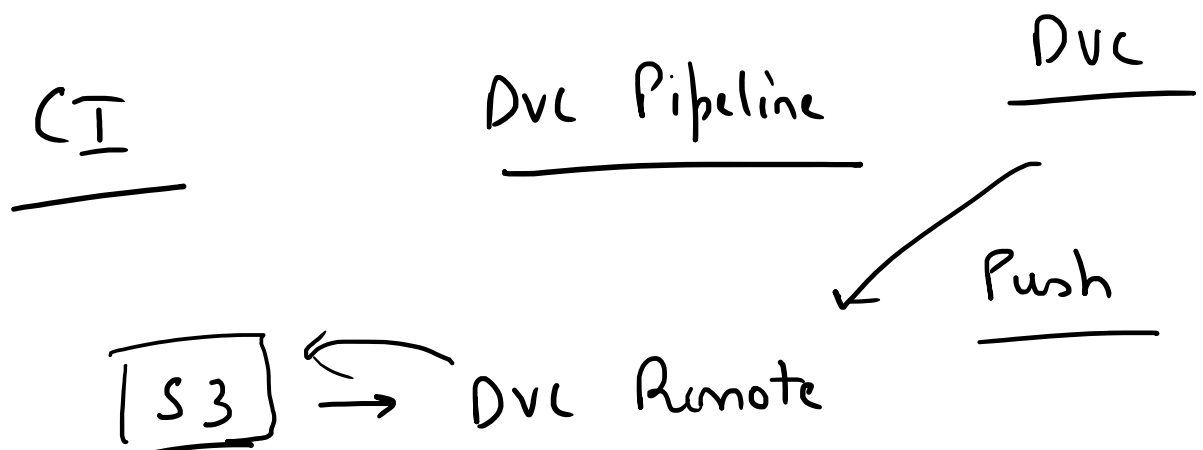 CI
DVC Pipeline
DVC
Push
S3
DVC Remote